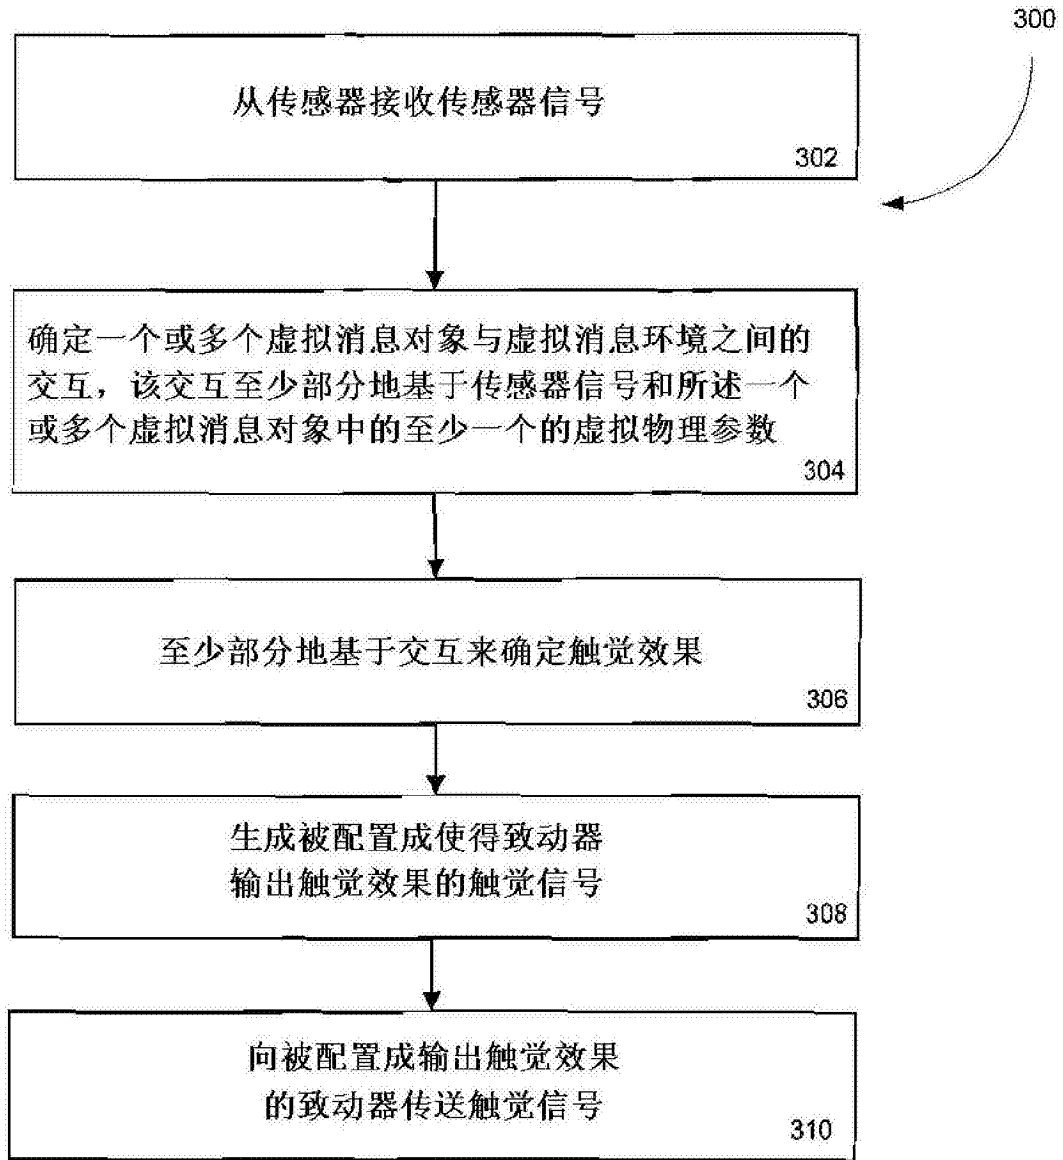 300
从传感器接收传感器信号
302
确定一个或多个虚拟消息对象与虚拟消息环境之间的
交互，该交互至少部分地基于传感器信号和所述一个
或多个虚拟消息对象中的至少一个的虚拟物理参数
304
至少部分地基于交互来确定触觉效果
306
生成被配置成使得致动器
输出触觉效果的触觉信号
308
向被配置成输出触觉效果
的致动器传送触觉信号
310